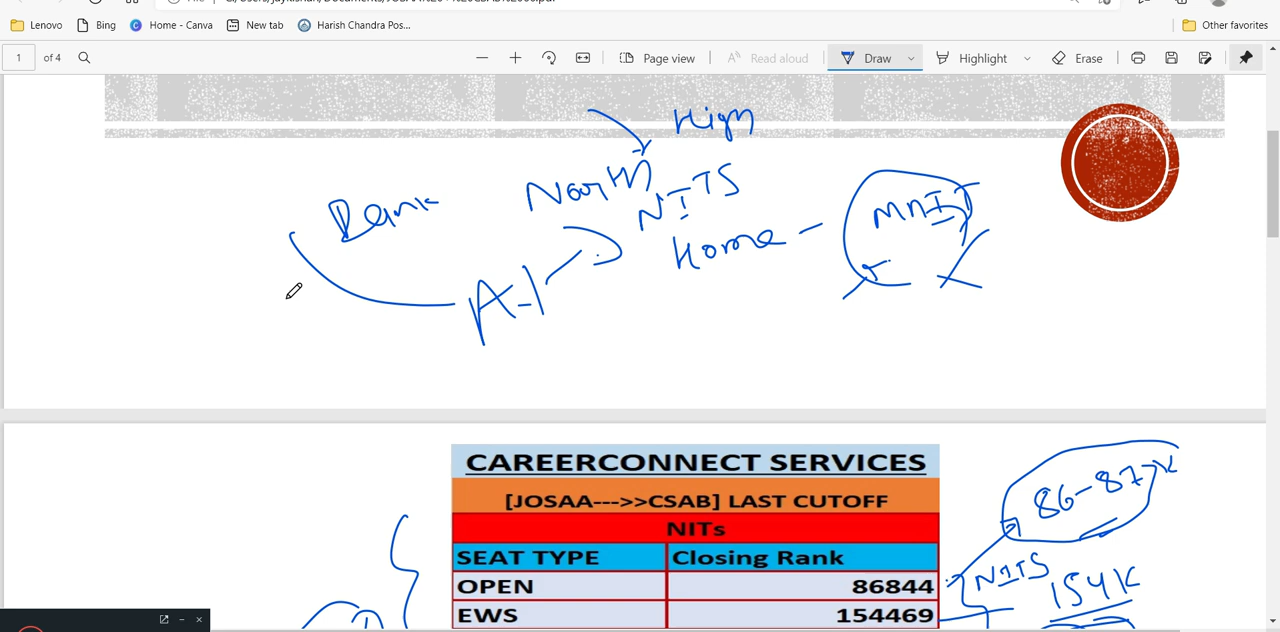 Lenovo Bing Home - Canva New tab Harish Chandra Pos... Other favorites
1 of 4 Page view Read aloud Draw Highlight Erase
High
Rank North NITS MNIT
Home -
CAREERCONNECT SERVICES
[JOSAA--->>CSAB] LAST CUTOFF
NITs
SEAT TYPE Closing Rank
OPEN 86844
EWS 154469
86-87K
NITS
154K